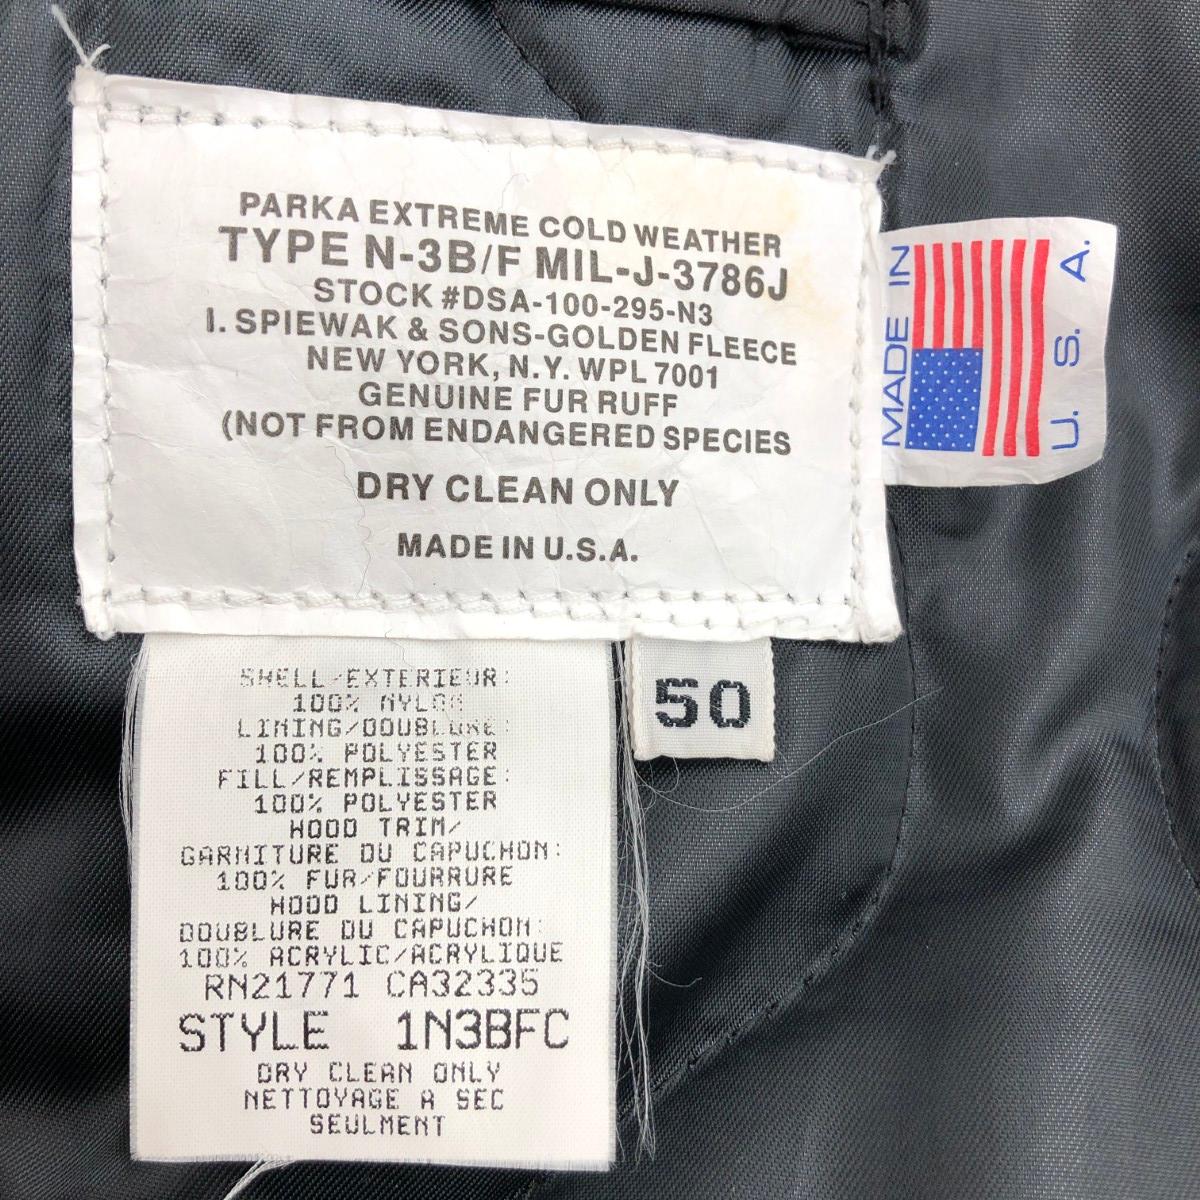 PARKA EXTREME COLD WEATHER
TYPE N-3B/F MIL-J-3786J
STOCK #DSA-100-295-N3
I. SPIEWAK & SONS-GOLDEN FLEECE
NEW YORK, N.Y. WPL 7001
GENUINE FUR RUFF
(NOT FROM ENDANGERED SPECIES
DRY CLEAN ONLY
MADE IN U.S.A.
MADE IN
U. S. A.
50
SHELL/EXTERIEUR:
100% NYLON
LINING/DOUBLURE:
100% POLYESTER
FILL/REMPLISSAGE:
100% POLYESTER
HOOD TRIM/
GARNITURE DU CAPUCHON:
100% FUR/FOURRURE
HOOD LINING/
DOUBLURE DU CAPUCHON:
100% ACRYLIC/ACRYLIQUE
RN21771 CA32335
STYLE 1N3BFC
DRY CLEAN ONLY
NETTOYAGE A SEC
SEULMENT